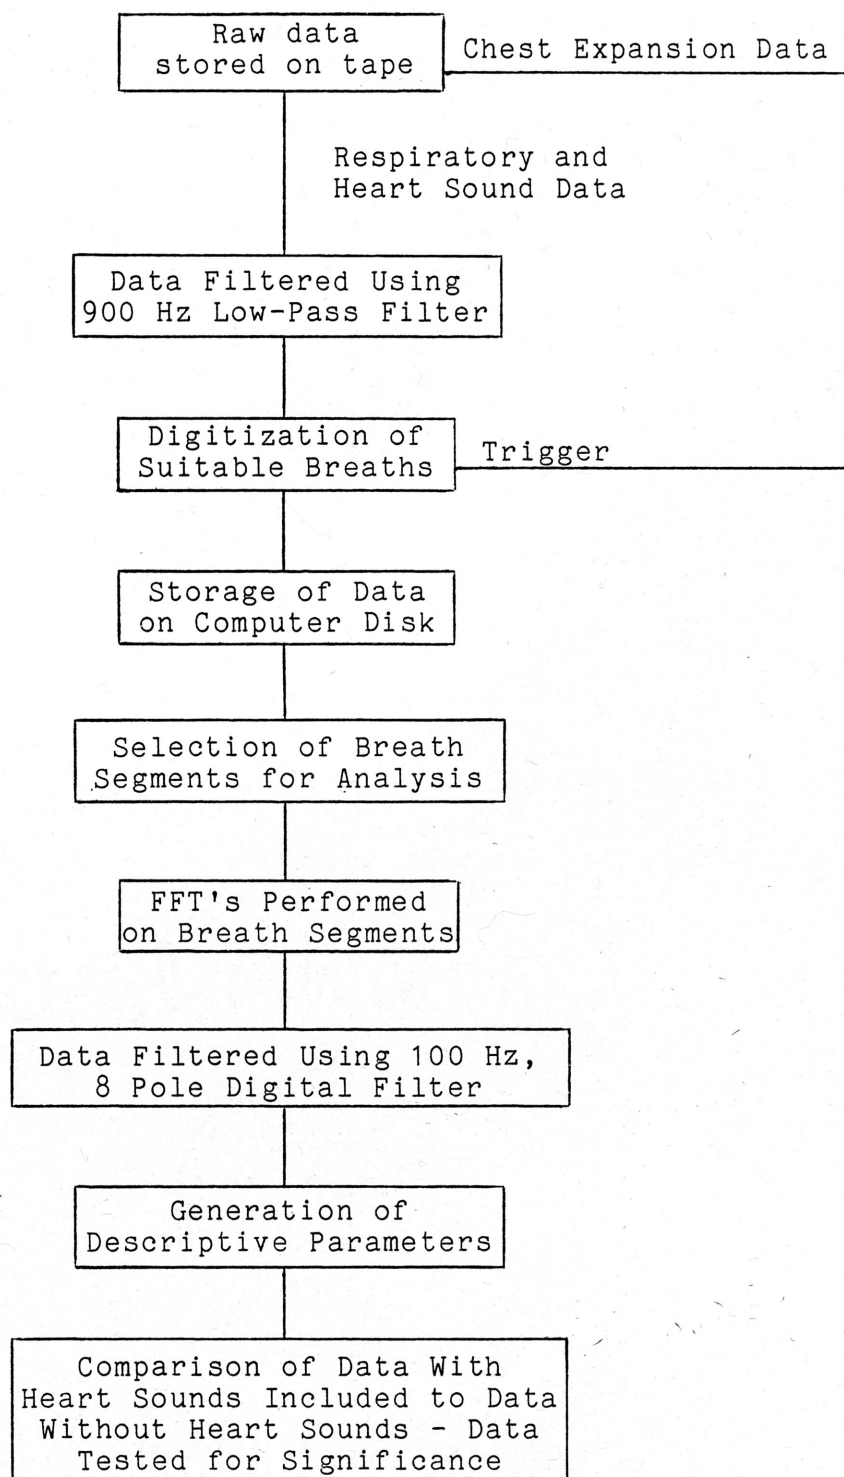 Raw data
stored on tape
Chest Expansion Data
Respiratory and
Heart Sound Data
Data Filtered Using
900 Hz Low-Pass Filter
Digitization of
Suitable Breaths
Trigger
Storage of Data
on Computer Disk
Selection of Breath
Segments for Analysis
FFT's Performed
on Breath Segments
Data Filtered Using 100 Hz,
8 Pole Digital Filter
Generation of
Descriptive Parameters
Comparison of Data With
Heart Sounds Included to Data
Without Heart Sounds - Data
Tested for Significance